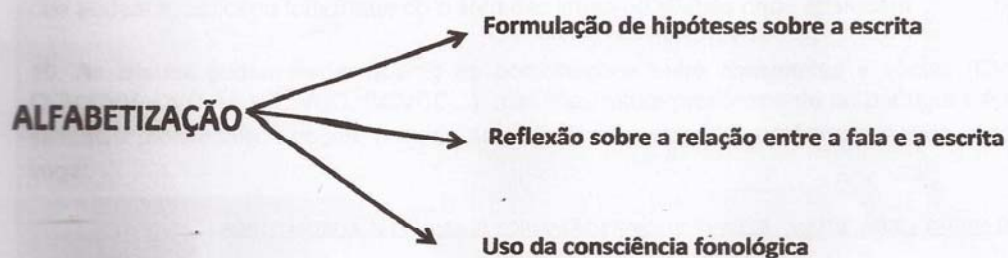 Formulação de hipóteses sobre a escrita
ALFABETIZAÇÃO
Reflexão sobre a relação entre a fala e a escrita
Uso da consciência fonológica